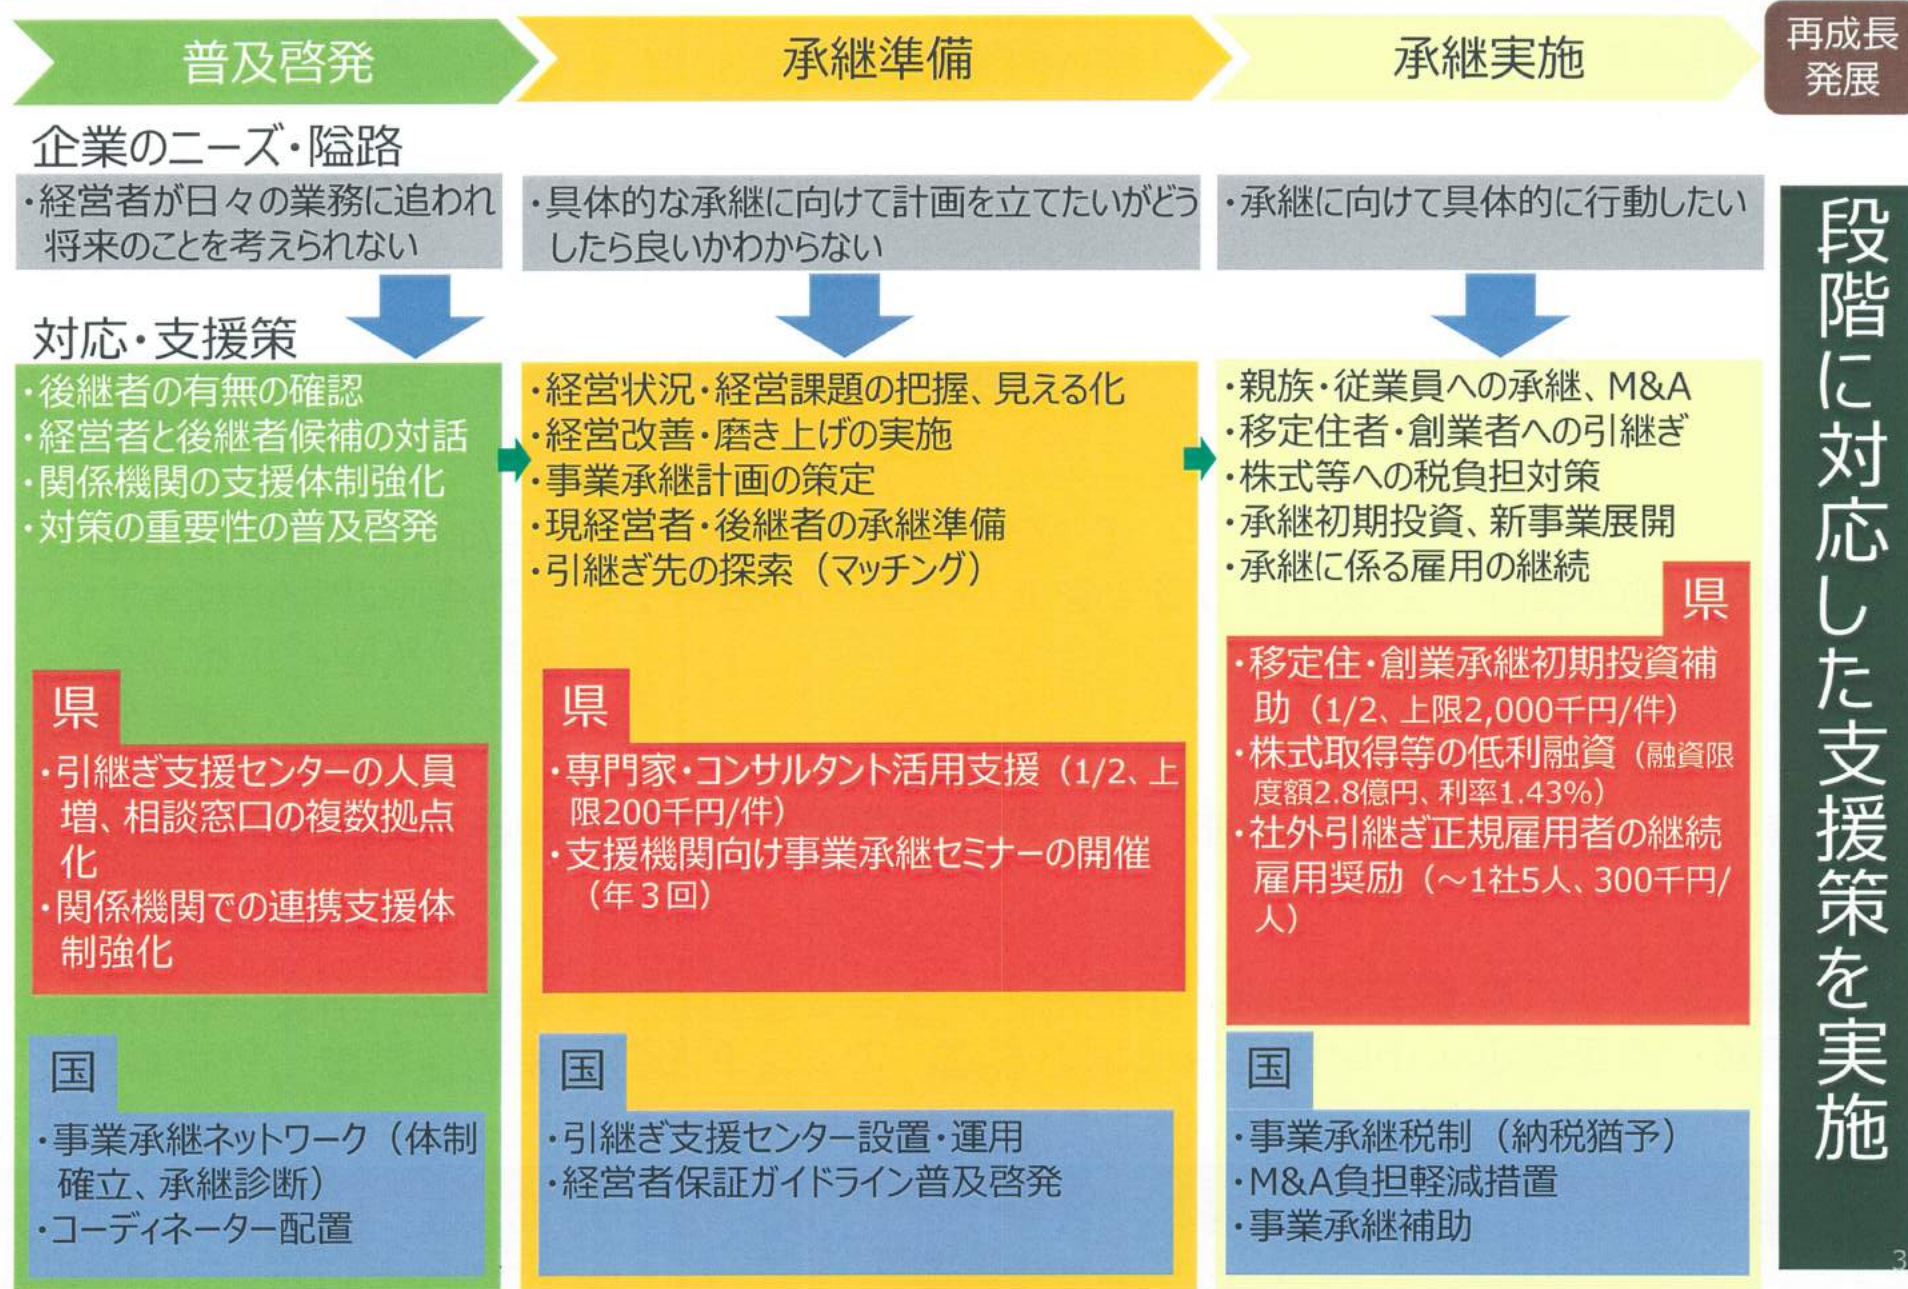 普及啓発
承継準備
承継実施
再成長
発展
企業のニーズ・隘路
・経営者が日々の業務に追われ
将来のことを考えられない
・具体的な承継に向けて計画を立てたいがどう
したら良いかわからない
・承継に向けて具体的に行動したい
対応・支援策
・後継者の有無の確認
・経営者と後継者候補の対話
・関係機関の支援体制強化
・対策の重要性の普及啓発
県
・引継ぎ支援センターの人員
増、相談窓口の複数拠点
化
・関係機関での連携支援体
制強化
国
・事業承継ネットワーク（体制
確立、承継診断）
・コーディネーター配置
・経営状況・経営課題の把握、見える化
・経営改善・磨き上げの実施
・事業承継計画の策定
・現経営者・後継者の承継準備
・引継ぎ先の探索（マッチング）
県
・専門家・コンサルタント活用支援（1/2、上
限200千円/件）
・支援機関向け事業承継セミナーの開催
（年３回）
国
・引継ぎ支援センター設置・運用
・経営者保証ガイドライン普及啓発
・親族・従業員への承継、M&A
・移定住者・創業者への引継ぎ
・株式等への税負担対策
・承継初期投資、新事業展開
・承継に係る雇用の継続
県
・移定住・創業承継初期投資補
助（1/2、上限2,000千円/件）
・株式取得等の低利融資（融資限
度額2.8億円、利率1.43%）
・社外引継ぎ正規雇用者の継続
雇用奨励（～1社5人、300千円/
人）
国
・事業承継税制（納税猶予）
・M&A負担軽減措置
・事業承継補助
段階に対応した支援策を実施
3